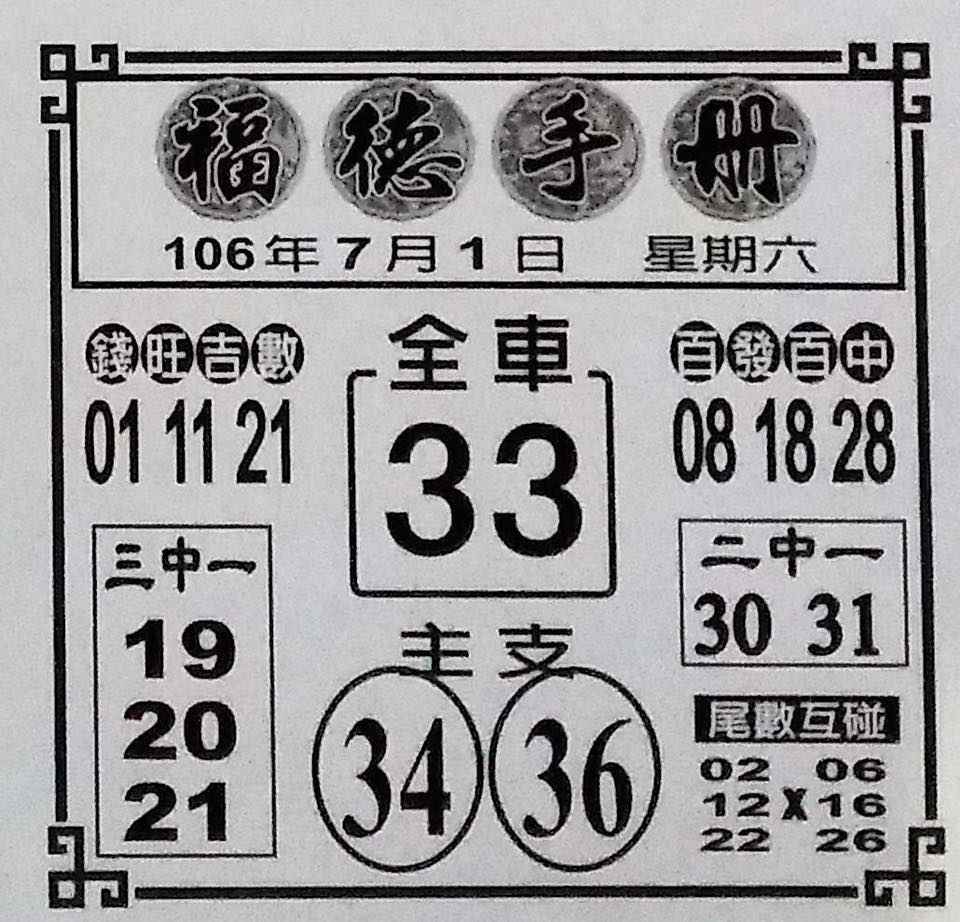 福德手册
106年7月1日 星期六
錢旺吉數
01 11 21
全車
33
百發百中
08 18 28
三中一
19
20
21
主支
34 36
二中一
30 31
尾數互碰
02 06
12 X 16
22 26